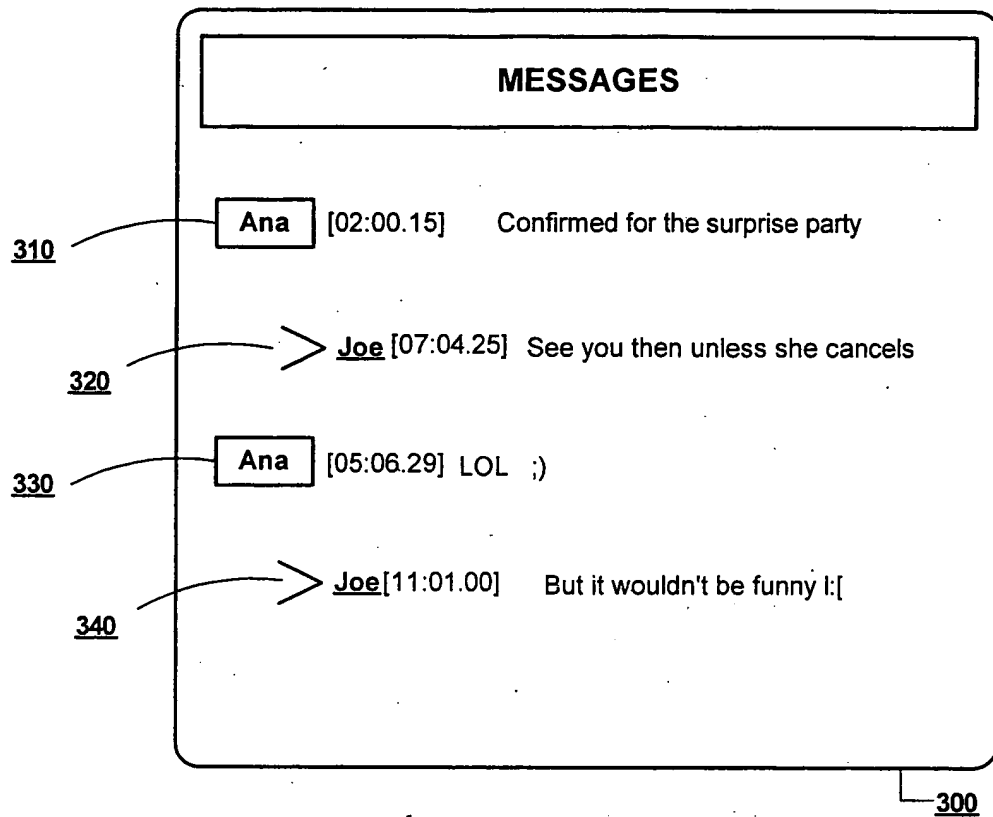 MESSAGES
310 Ana [02:00.15] Confirmed for the surprise party
320 Joe [07:04.25] See you then unless she cancels
330 Ana [05:06.29] LOL ;)
340 Joe[11:01.00] But it wouldn't be funny I:[
300